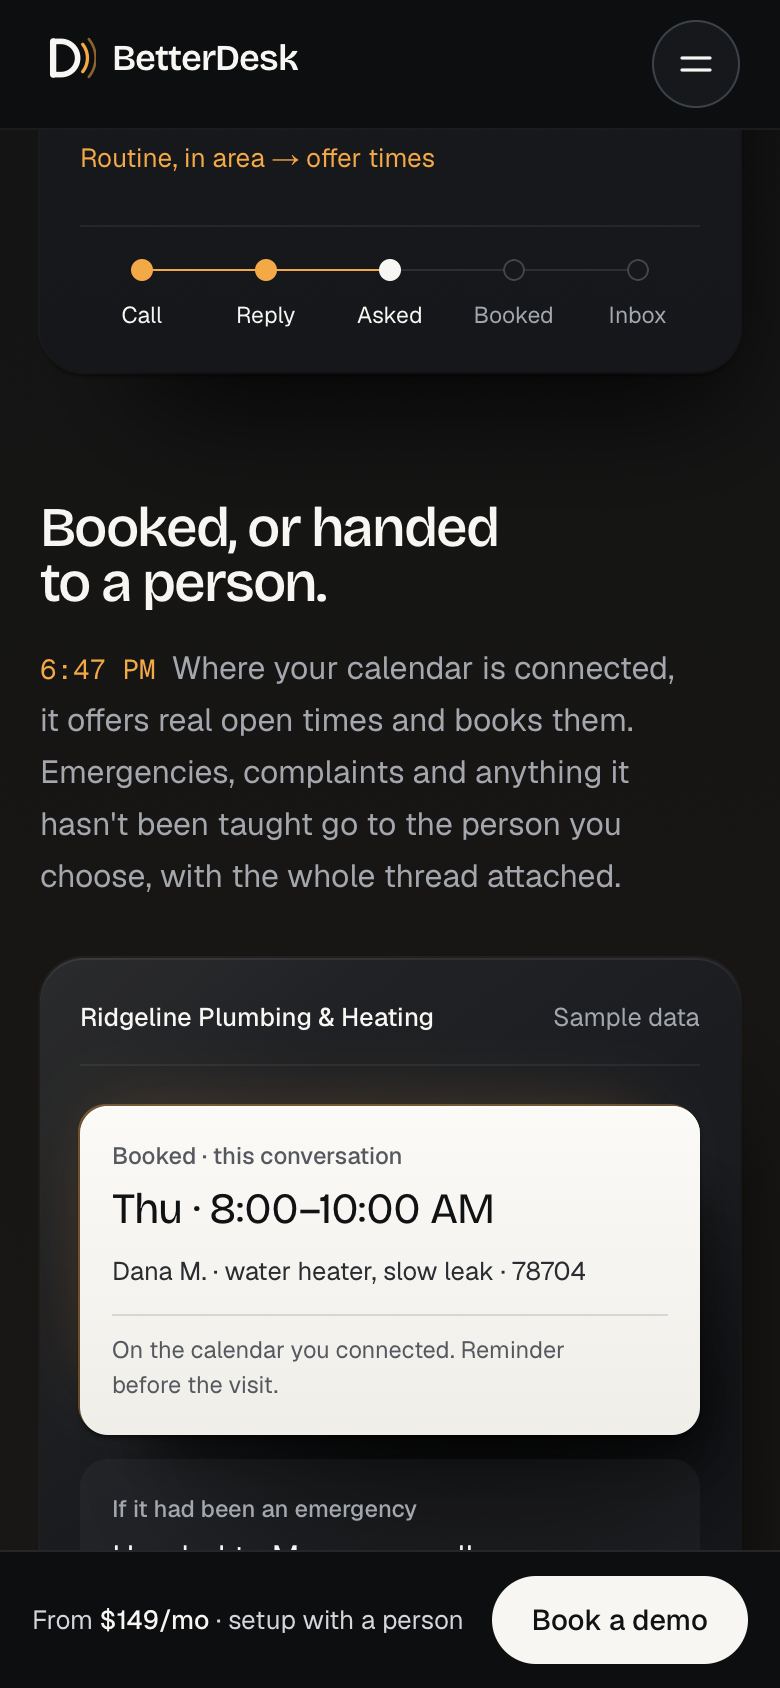 BetterDesk
Routine, in area → offer times
Call Reply Asked Booked Inbox
Booked, or handed
to a person.
6:47 PM Where your calendar is connected,
it offers real open times and books them.
Emergencies, complaints and anything it
hasn't been taught go to the person you
choose, with the whole thread attached.
Ridgeline Plumbing & Heating Sample data
Booked · this conversation
Thu · 8:00–10:00 AM
Dana M. · water heater, slow leak · 78704
On the calendar you connected. Reminder
before the visit.
If it had been an emergency
From $149/mo · setup with a person
Book a demo